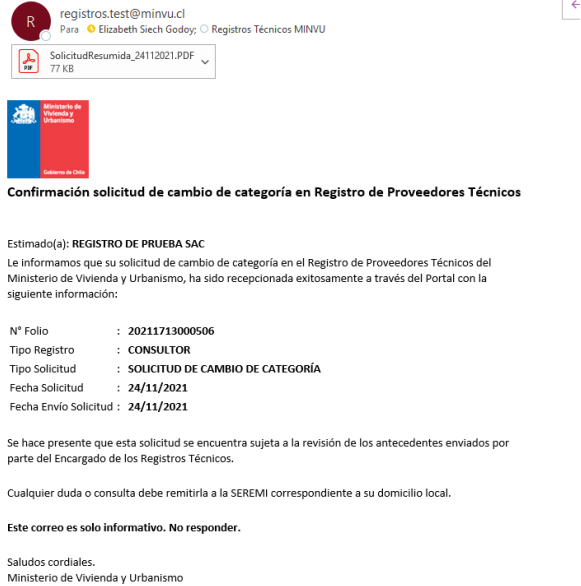 R
registros.test@minvu.cl
Para Elizabeth Siech Godoy; Registros Técnicos MINVU
PDF
SolicitudResumida_24112021.PDF
77 KB
Ministerio de
Vivienda y
Urbanismo
Gobierno de Chile
Confirmación solicitud de cambio de categoría en Registro de Proveedores Técnicos
Estimado(a): REGISTRO DE PRUEBA SAC
Le informamos que su solicitud de cambio de categoría en el Registro de Proveedores Técnicos del
Ministerio de Vivienda y Urbanismo, ha sido recepcionada exitosamente a través del Portal con la
siguiente información:
N° Folio : 20211713000506
Tipo Registro : CONSULTOR
Tipo Solicitud : SOLICITUD DE CAMBIO DE CATEGORÍA
Fecha Solicitud : 24/11/2021
Fecha Envío Solicitud : 24/11/2021
Se hace presente que esta solicitud se encuentra sujeta a la revisión de los antecedentes enviados por
parte del Encargado de los Registros Técnicos.
Cualquier duda o consulta debe remitirla a la SEREMI correspondiente a su domicilio local.
Este correo es solo informativo. No responder.
Saludos cordiales.
Ministerio de Vivienda y Urbanismo